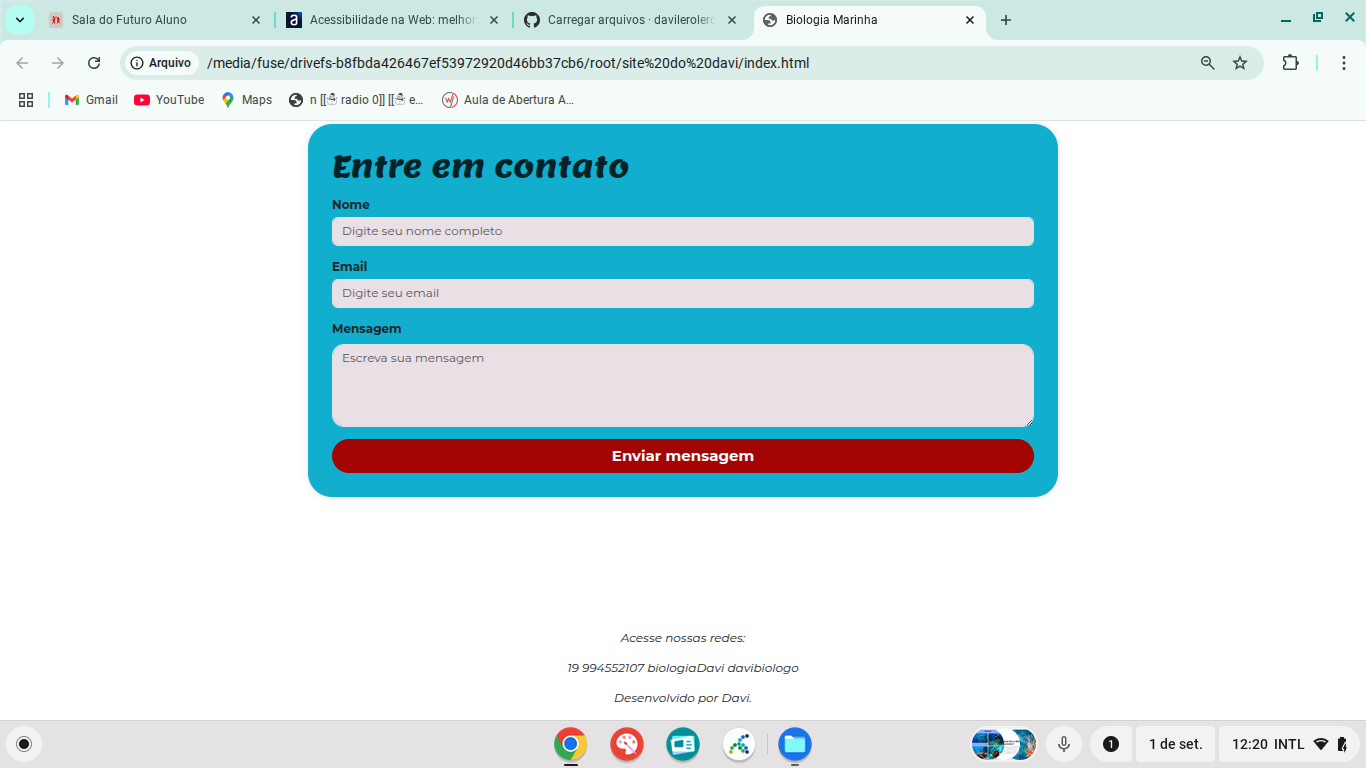 Sala do Futuro Aluno
Acessibilidade na Web: melhor
Carregar arquivos · davilerolero
Biologia Marinha
Arquivo
/media/fuse/drivefs-b8fbda426467ef53972920d46bb37cb6/root/site%20do%20davi/index.html
Gmail
YouTube
Maps
n [[☃ radio 0]] [[☃ e...
Aula de Abertura A...
Entre em contato
Nome
Digite seu nome completo
Email
Digite seu email
Mensagem
Escreva sua mensagem
Enviar mensagem
Acesse nossas redes:
19 994552107 biologiaDavi davibiologo
Desenvolvido por Davi.
1
1 de set.
12:20 INTL